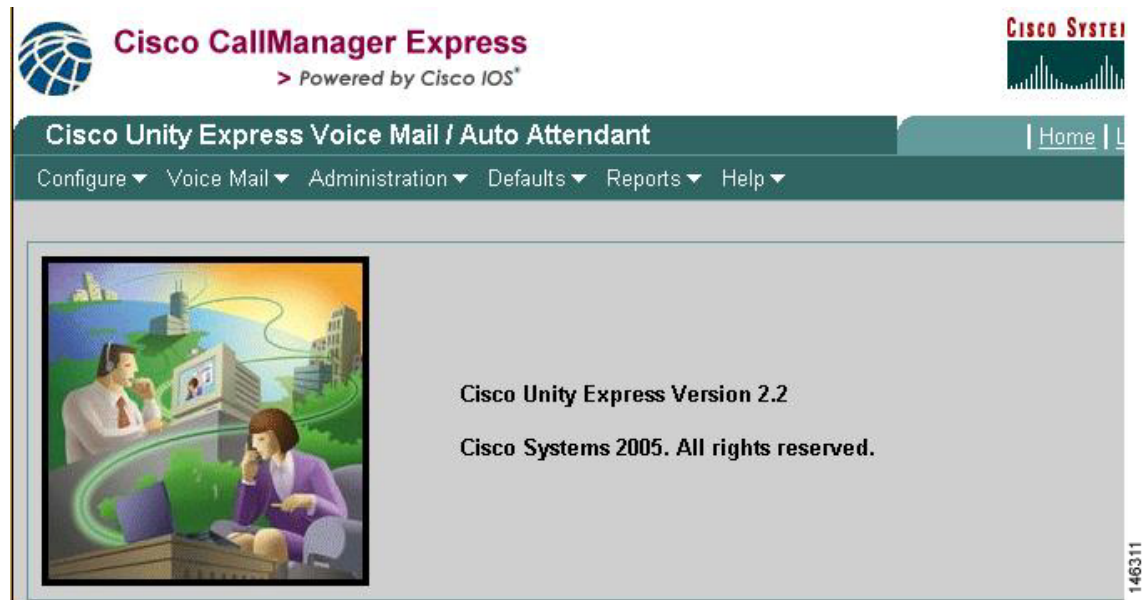 Cisco CallManager Express
> Powered by Cisco IOS®
CISCO SYSTE
Cisco Unity Express Voice Mail / Auto Attendant
| Home |
Configure Voice Mail Administration Defaults Reports Help
Cisco Unity Express Version 2.2
Cisco Systems 2005. All rights reserved.
146311